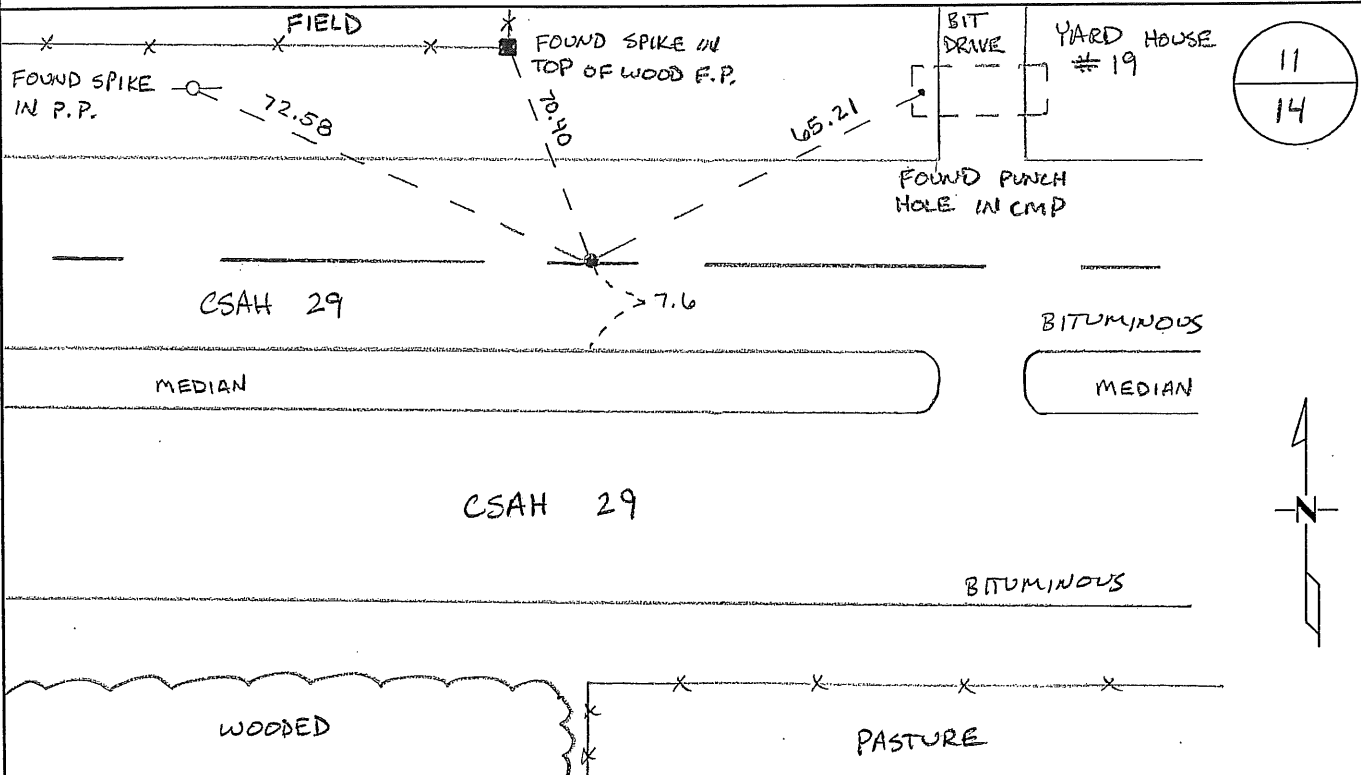 FIELD
FOUND SPIKE IN
TOP OF WOOD F.P.
BIT
DRIVE
YARD HOUSE
# 19
11
14
FOUND SPIKE
IN P.P.
72.58
70.40
65.21
FOUND PUNCH
HOLE IN CMP
CSAH 29
7.6
BITUMINOUS
MEDIAN
MEDIAN
CSAH 29
N
BITUMINOUS
WOODED
PASTURE